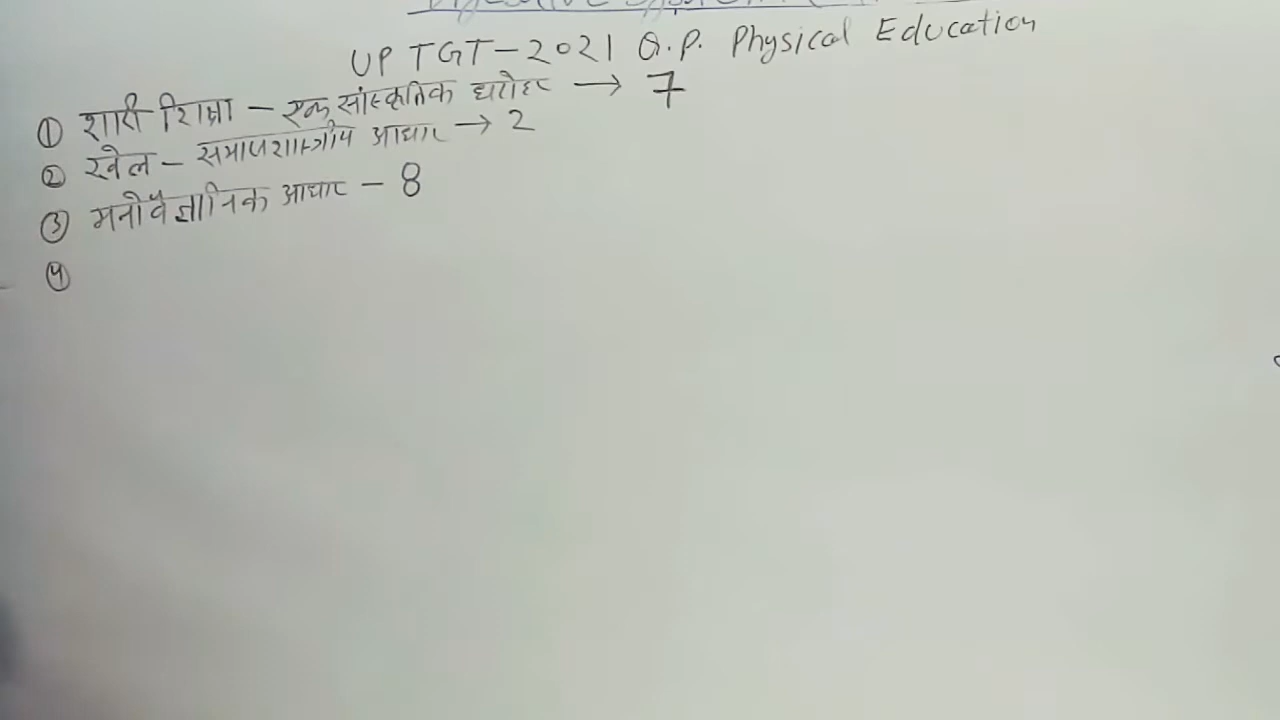 UP TGT-2021 Q.P. Physical Education
① शारी शिक्षा - एक सांस्कृतिक धरोहर → 7
② खेल - समाजशास्त्रीय आधार → 2
③ मनोवैज्ञानिक आधार - 8
④